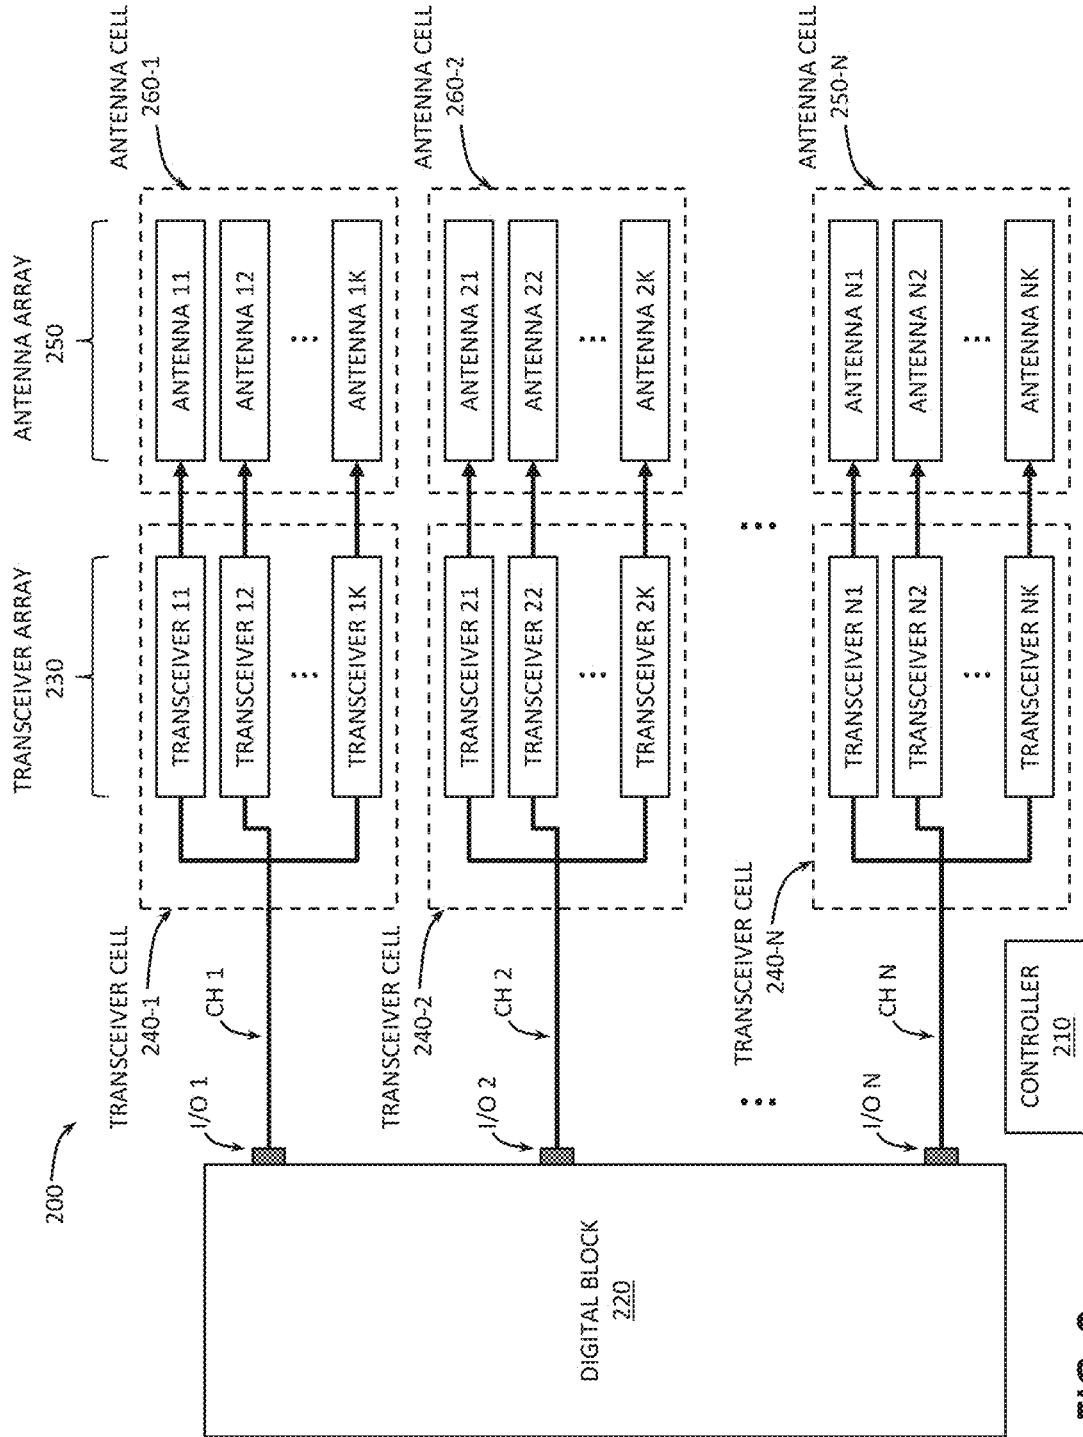 200
TRANSCEIVER ARRAY
230
ANTENNA ARRAY
250
TRANSCEIVER CELL
240-1
ANTENNA CELL
260-1
I/O 1
CH 1
TRANSCEIVER 11
ANTENNA 11
TRANSCEIVER 12
ANTENNA 12
...
...
TRANSCEIVER 1K
ANTENNA 1K
TRANSCEIVER CELL
240-2
ANTENNA CELL
260-2
I/O 2
CH 2
TRANSCEIVER 21
ANTENNA 21
TRANSCEIVER 22
ANTENNA 22
...
...
TRANSCEIVER 2K
ANTENNA 2K
DIGITAL BLOCK
220
...
...
TRANSCEIVER CELL
240-N
ANTENNA CELL
250-N
I/O N
CH N
TRANSCEIVER N1
ANTENNA N1
TRANSCEIVER N2
ANTENNA N2
...
...
TRANSCEIVER NK
ANTENNA NK
CONTROLLER
210